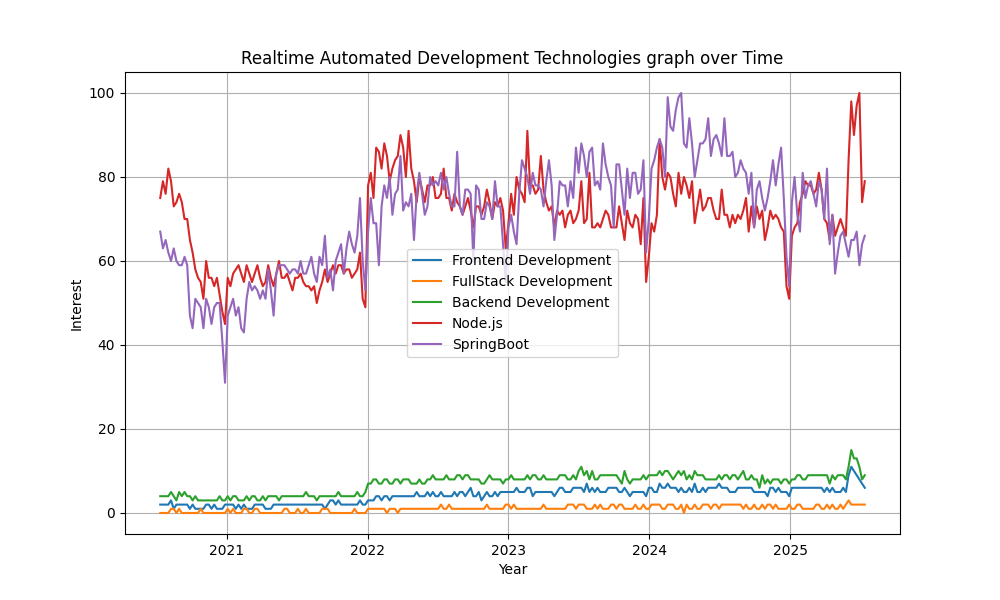 Realtime Automated Development Technologies graph over Time
Interest
100
80
60
40
20
0
Frontend Development
FullStack Development
Backend Development
Node.js
SpringBoot
2021 2022 2023 2024 2025
Year